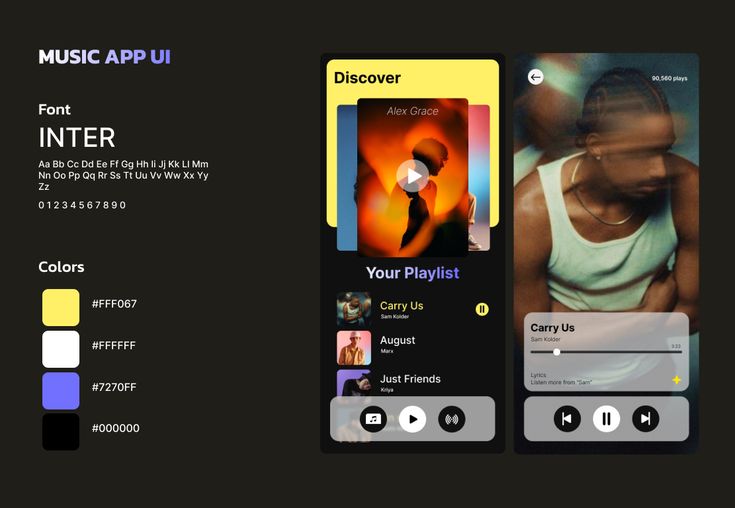 MUSIC APP UI
Font
INTER
Aa Bb Cc Dd Ee Ff Gg Hh Ii Jj Kk Ll Mm
Nn Oo Pp Qq Rr Ss Tt Uu Vv Ww Xx Yy
Zz
0 1 2 3 4 5 6 7 8 9 0
Colors
#FFF067
#FFFFFF
#7270FF
#000000
Discover
Alex Grace
Your Playlist
Carry Us
Sam Kolder
August
Marx
Just Friends
Kriya
90,560 plays
Carry Us
Sam Kolder
3:23
Lyrics
Listen more from "Sam"